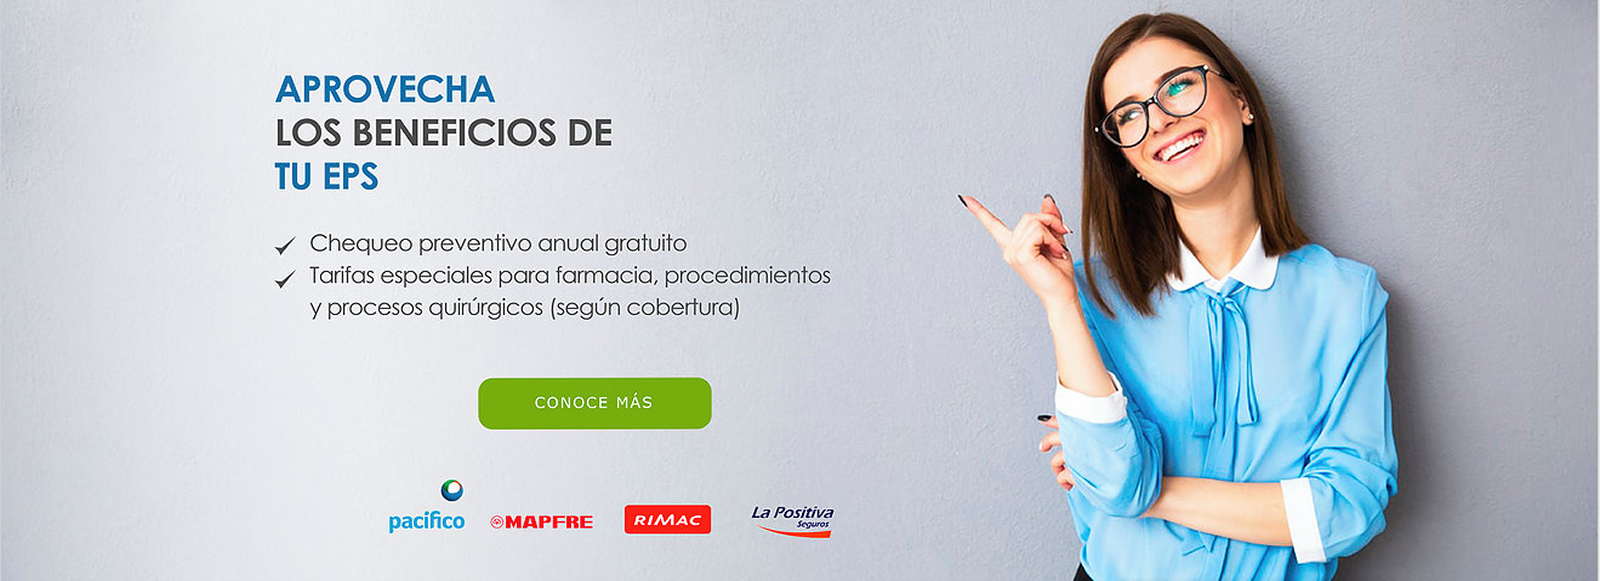 APROVECHA
LOS BENEFICIOS DE
TU EPS
Chequeo preventivo anual gratuito
Tarifas especiales para farmacia, procedimientos
y procesos quirúrgicos (según cobertura)
CONOCE MÁS
pacífico
MAPFRE
RIMAC
La Positiva
Seguros